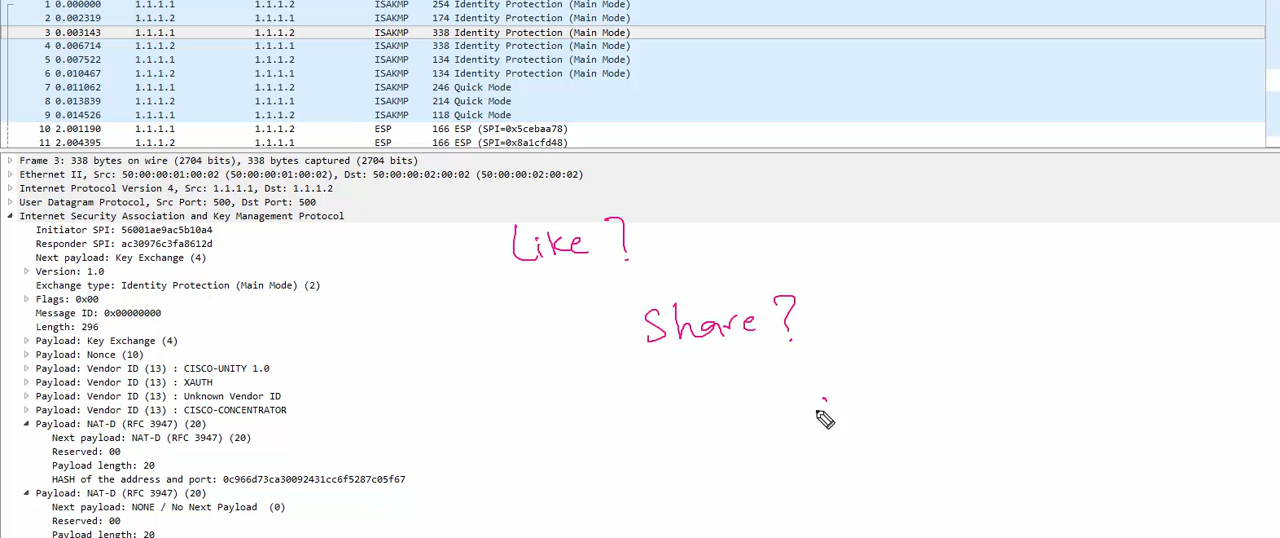 1 0.000000 1.1.1.1 1.1.1.2 ISAKMP 254 Identity Protection (Main Mode)
2 0.002319 1.1.1.2 1.1.1.1 ISAKMP 174 Identity Protection (Main Mode)
3 0.003143 1.1.1.1 1.1.1.2 ISAKMP 338 Identity Protection (Main Mode)
4 0.006714 1.1.1.2 1.1.1.1 ISAKMP 338 Identity Protection (Main Mode)
5 0.007522 1.1.1.1 1.1.1.2 ISAKMP 134 Identity Protection (Main Mode)
6 0.010467 1.1.1.2 1.1.1.1 ISAKMP 134 Identity Protection (Main Mode)
7 0.011062 1.1.1.1 1.1.1.2 ISAKMP 246 Quick Mode
8 0.013839 1.1.1.2 1.1.1.1 ISAKMP 214 Quick Mode
9 0.014526 1.1.1.1 1.1.1.2 ISAKMP 118 Quick Mode
10 2.001190 1.1.1.1 1.1.1.2 ESP 166 ESP (SPI=0x5cebaa78)
11 2.004395 1.1.1.2 1.1.1.1 ESP 166 ESP (SPI=0x8a1cfd48)
Frame 3: 338 bytes on wire (2704 bits), 338 bytes captured (2704 bits)
Ethernet II, Src: 50:00:00:01:00:02 (50:00:00:01:00:02), Dst: 50:00:00:02:00:02 (50:00:00:02:00:02)
Internet Protocol Version 4, Src: 1.1.1.1, Dst: 1.1.1.2
User Datagram Protocol, Src Port: 500, Dst Port: 500
Internet Security Association and Key Management Protocol
Initiator SPI: 56001ae9ac5b10a4
Like ?
Responder SPI: ac30976c3fa8612d
Next payload: Key Exchange (4)
Version: 1.0
Exchange type: Identity Protection (Main Mode) (2)
Flags: 0x00
Message ID: 0x00000000
Share ?
Length: 296
Payload: Key Exchange (4)
Payload: Nonce (10)
Payload: Vendor ID (13) : CISCO-UNITY 1.0
Payload: Vendor ID (13) : XAUTH
Payload: Vendor ID (13) : Unknown Vendor ID
Payload: Vendor ID (13) : CISCO-CONCENTRATOR
Payload: NAT-D (RFC 3947) (20)
Next payload: NAT-D (RFC 3947) (20)
Reserved: 00
Payload length: 20
HASH of the address and port: 0c966d73ca30092431cc6f5287c05f67
Payload: NAT-D (RFC 3947) (20)
Next payload: NONE / No Next Payload (0)
Reserved: 00
Payload length: 20